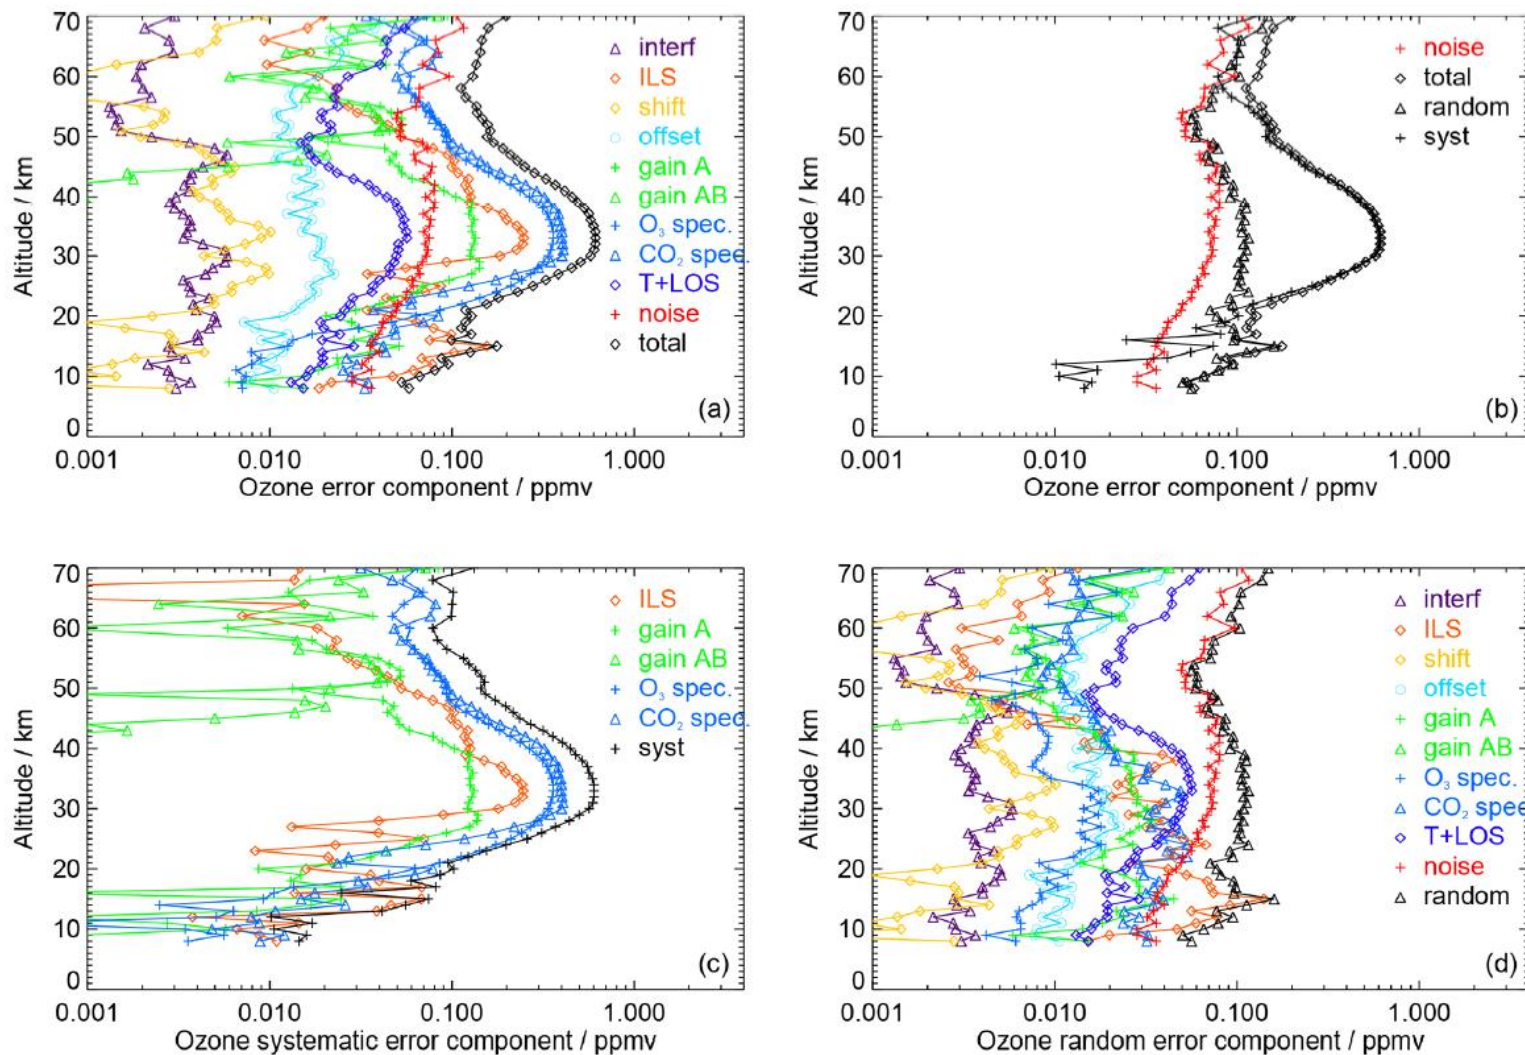 70
60
50
40
30
20
10
0
Altitude / km
interf
ILS
shift
offset
gain A
gain AB
O₃ spec.
CO₂ spec.
T+LOS
noise
total
(a)
0.001
0.010
0.100
1.000
Ozone error component / ppmv
70
60
50
40
30
20
10
0
Altitude / km
noise
total
random
syst
(b)
0.001
0.010
0.100
1.000
Ozone error component / ppmv
70
60
50
40
30
20
10
0
Altitude / km
ILS
gain A
gain AB
O₃ spec.
CO₂ spec.
syst
(c)
0.001
0.010
0.100
1.000
Ozone systematic error component / ppmv
70
60
50
40
30
20
10
0
Altitude / km
interf
ILS
shift
offset
gain A
gain AB
O₃ spec.
CO₂ spec
T+LOS
noise
random
(d)
0.001
0.010
0.100
1.000
Ozone random error component / ppmv